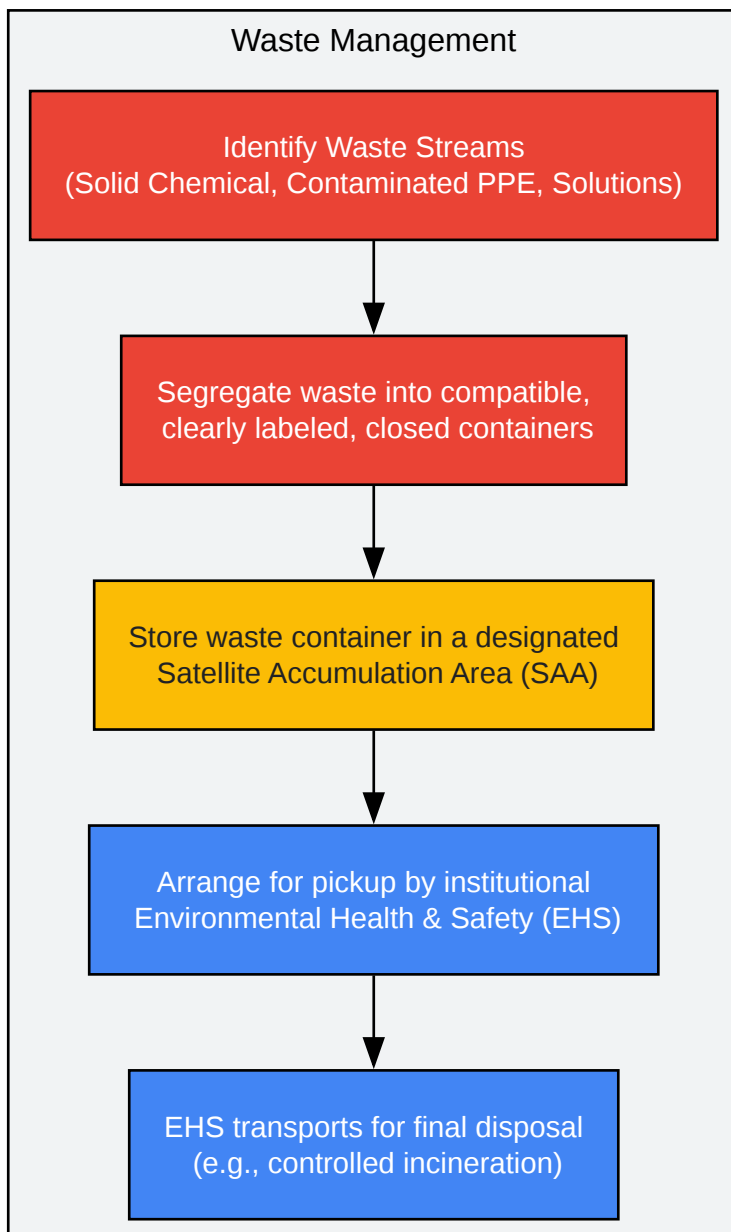 Waste Management
Identify Waste Streams
(Solid Chemical, Contaminated PPE, Solutions)
Segregate waste into compatible,
clearly labeled, closed containers
Store waste container in a designated
Satellite Accumulation Area (SAA)
Arrange for pickup by institutional
Environmental Health & Safety (EHS)
EHS transports for final disposal
(e.g., controlled incineration)